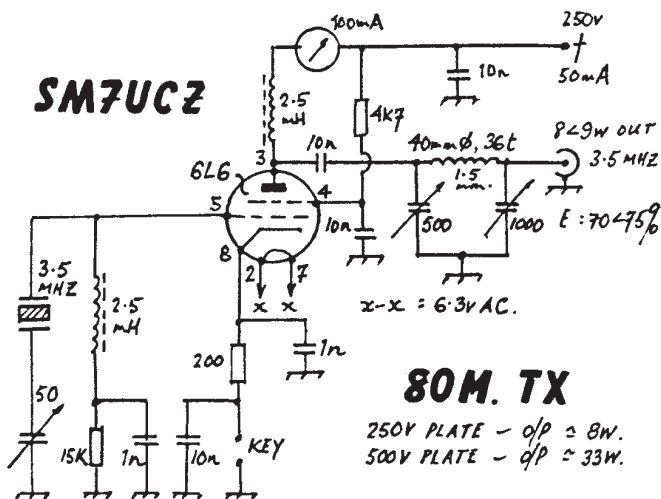 100mA
250v
+
50mA
SM7UCZ
2.5
mH
10n
4K7
10n
40mmØ, 36t
1.5
mm.
8<9w OUT
3.5 MHZ
3
6L6
4
5
8
2
7
10n
500
1000
E : 70<75%
x
x
x-x = 6.3v AC.
3.5
MHZ
2.5
mH
200
1n
50
15K
1n
10n
KEY
80M. TX
250V PLATE - o/p ≃ 8W.
500V PLATE - o/p ≃ 33W.